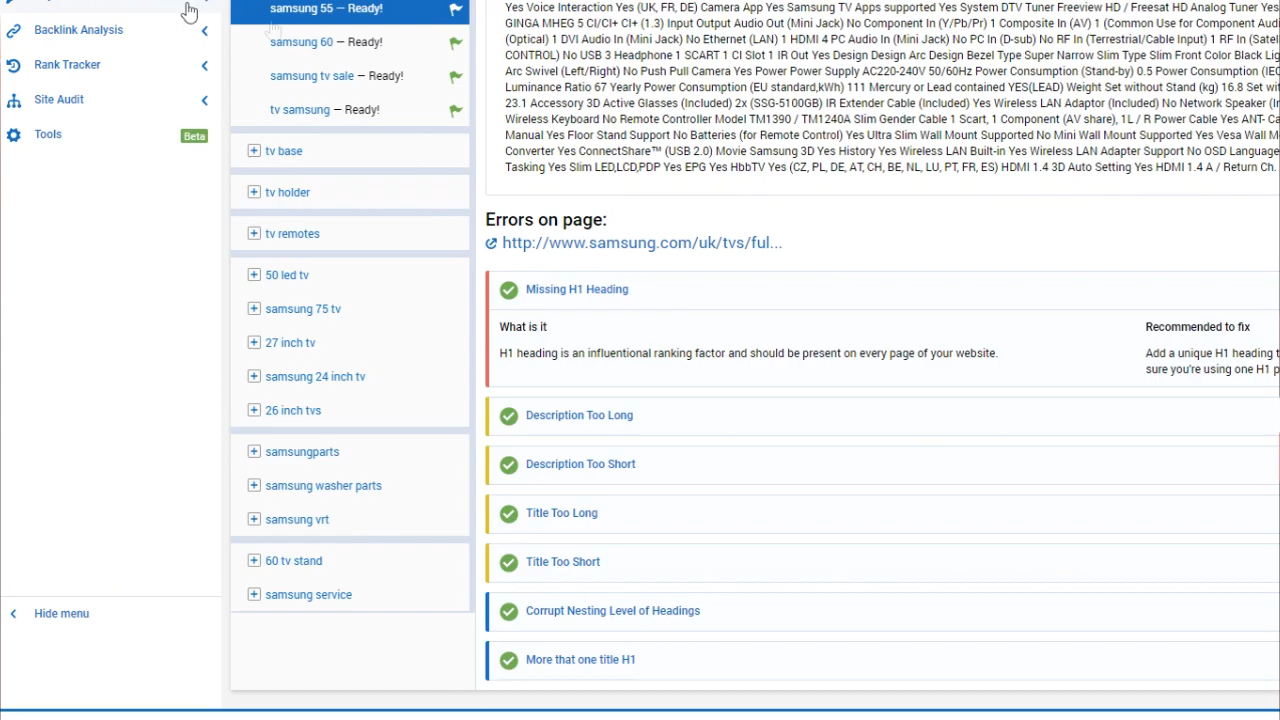 Backlink Analysis
Rank Tracker
Site Audit
Tools
Beta
Hide menu
samsung 55 – Ready!
samsung 60 – Ready!
samsung tv sale – Ready!
tv samsung – Ready!
tv base
tv holder
tv remotes
50 led tv
samsung 75 tv
27 inch tv
samsung 24 inch tv
26 inch tvs
samsungparts
samsung washer parts
samsung vrt
60 tv stand
samsung service
Yes Voice Interaction Yes (UK, FR, DE) Camera App Yes Samsung TV Apps supported Yes System DTV Tuner Freeview HD / Freesat HD Analog Tuner Yes
GINGA MHEG 5 CI/CI+ CI+ (1.3) Input Output Audio Out (Mini Jack) No Component In (Y/Pb/Pr) 1 Composite In (AV) 1 (Common Use for Component Audi
(Optical) 1 DVI Audio In (Mini Jack) No Ethernet (LAN) 1 HDMI 4 PC Audio In (Mini Jack) No PC In (D-sub) No RF In (Terrestrial/Cable Input) 1 RF In (Satel
CONTROL) No USB 3 Headphone 1 SCART 1 CI Slot 1 IR Out Yes Design Design Arc Design Bezel Type Super Narrow Slim Type Slim Front Color Black Lig
Arc Swivel (Left/Right) No Push Pull Camera Yes Power Power Supply AC220-240V 50/60Hz Power Consumption (Stand-by) 0.5 Power Consumption (IEC
Luminance Ratio 67 Yearly Power Consumption (EU standard,kWh) 111 Mercury or Lead contained YES(LEAD) Weight Set without Stand (kg) 16.8 Set wit
23.1 Accessory 3D Active Glasses (Included) 2x (SSG-5100GB) IR Extender Cable (Included) Yes Wireless LAN Adaptor (Included) No Network Speaker (In
Wireless Keyboard No Remote Controller Model TM1390 / TM1240A Slim Gender Cable 1 Scart, 1 Component (AV share), 1L / R Power Cable Yes ANT- Ca
Manual Yes Floor Stand Support No Batteries (for Remote Control) Yes Ultra Slim Wall Mount Supported No Mini Wall Mount Supported Yes Vesa Wall M
Converter Yes ConnectShare™ (USB 2.0) Movie Samsung 3D Yes History Yes Wireless LAN Built-in Yes Wireless LAN Adapter Support No OSD Language
Tasking Yes Slim LED,LCD,PDP Yes EPG Yes HbbTV Yes (CZ, PL, DE, AT, CH, BE, NL, LU, PT, FR, ES) HDMI 1.4 3D Auto Setting Yes HDMI 1.4 A / Return Ch.
Errors on page:
http://www.samsung.com/uk/tvs/ful...
Missing H1 Heading
What is it
Recommended to fix
H1 heading is an influentional ranking factor and should be present on every page of your website.
Add a unique H1 heading t
sure you're using one H1 p
Description Too Long
Description Too Short
Title Too Long
Title Too Short
Corrupt Nesting Level of Headings
More that one title H1